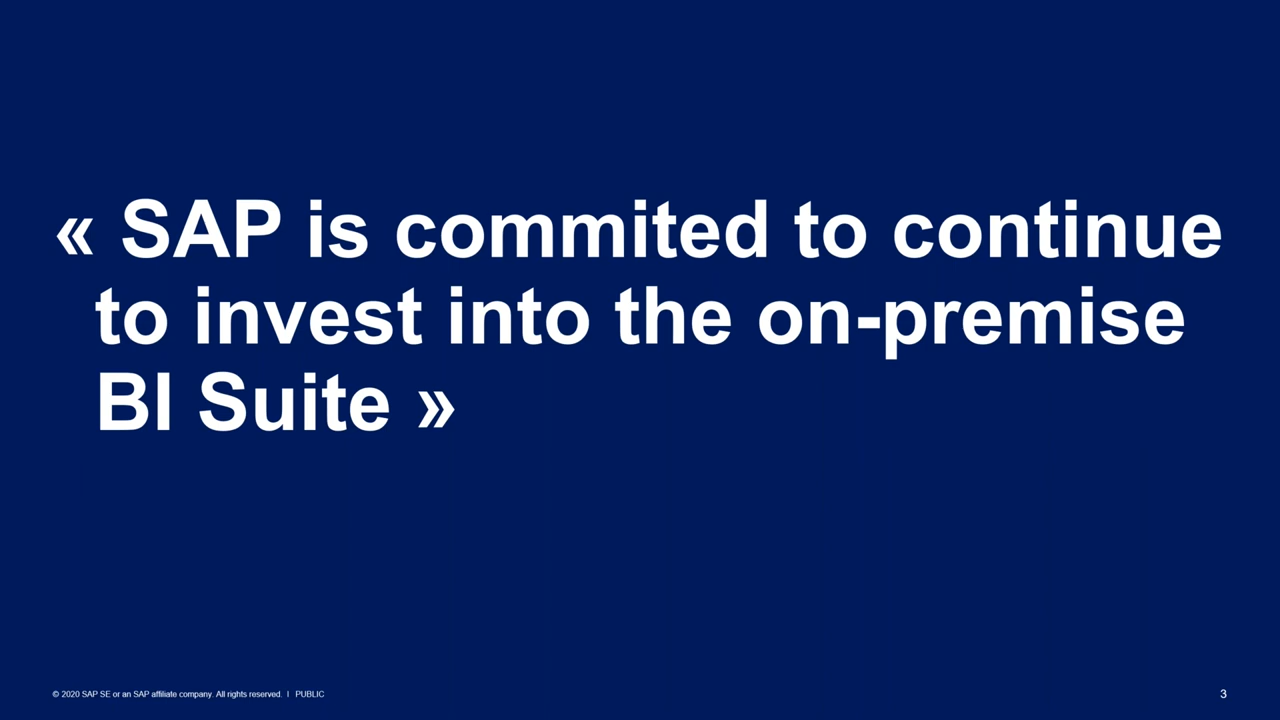 « SAP is commited to continue
to invest into the on-premise
BI Suite »
© 2020 SAP SE or an SAP affiliate company. All rights reserved. I PUBLIC
3